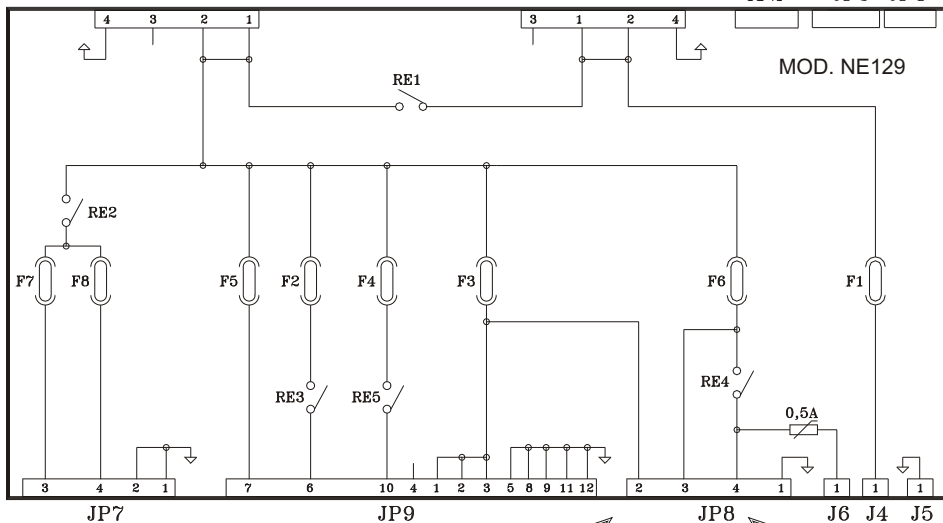 4 3 2 1 3 1 2 4
MOD. NE129
RE1
RE2
F7 F8 F5 F2 F4 F3 F6 F1
RE3 RE5 RE4
0,5A
3 4 2 1 7 6 10 4 1 2 3 5 8 9 11 12 2 3 4 1 1 1 1
JP7 JP9 JP8 J6 J4 J5